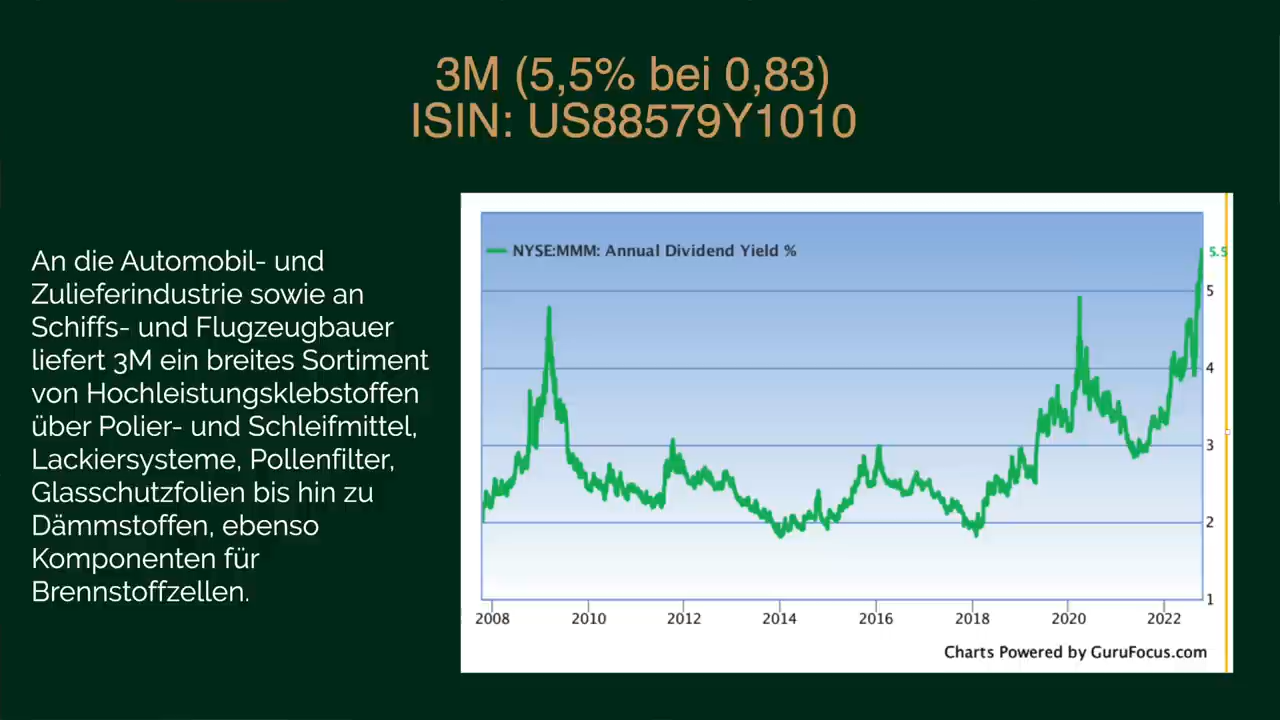 3M (5,5% bei 0,83)
ISIN: US88579Y1010
An die Automobil- und
Zulieferindustrie sowie an
Schiffs- und Flugzeugbauer
liefert 3M ein breites Sortiment
von Hochleistungsklebstoffen
über Polier- und Schleifmittel,
Lackiersysteme, Pollenfilter,
Glasschutzfolien bis hin zu
Dämmstoffen, ebenso
Komponenten für
Brennstoffzellen.
NYSE:MMM: Annual Dividend Yield %
5.5
5
4
3
2
1
2008 2010 2012 2014 2016 2018 2020 2022
Charts Powered by GuruFocus.com